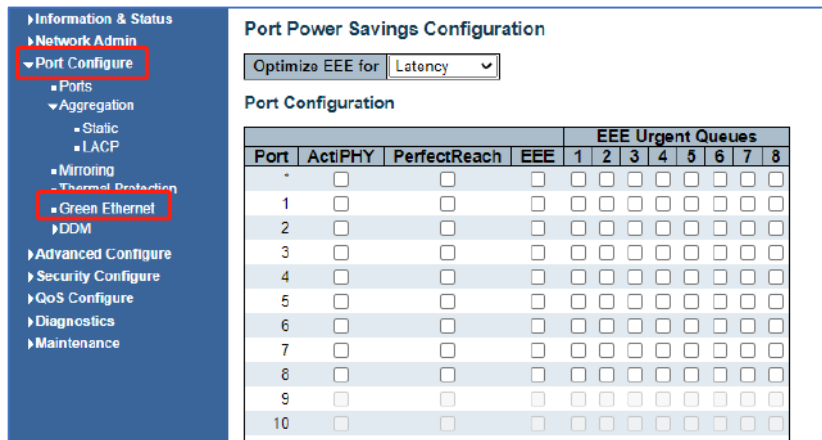 Information & Status
Network Admin
Port Configure
Ports
Aggregation
Static
LACP
Mirroring
Thermal Protection
Green Ethernet
DDM
Advanced Configure
Security Configure
QoS Configure
Diagnostics
Maintenance
Port Power Savings Configuration
Optimize EEE for Latency
Port Configuration
EEE Urgent Queues
Port ActiPHY PerfectReach EEE 1 2 3 4 5 6 7 8
*
1
2
3
4
5
6
7
8
9
10